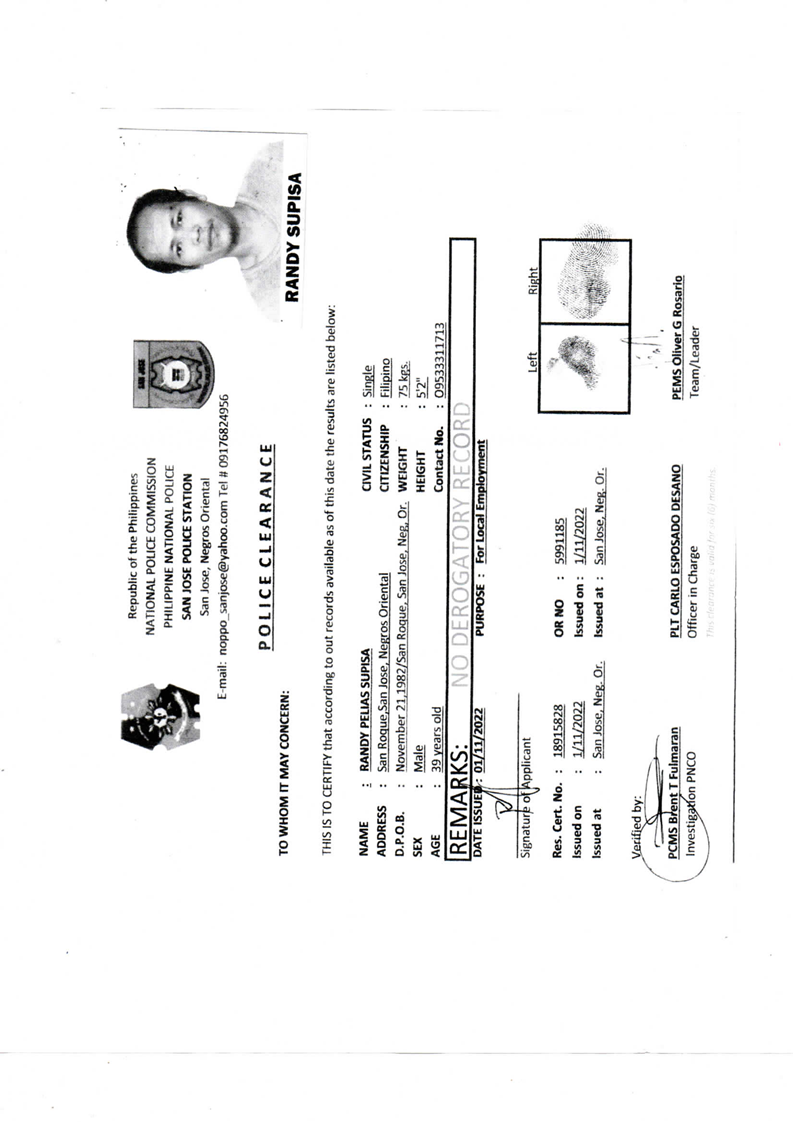 Republic of the Philippines
NATIONAL POLICE COMMISSION
PHILIPPINE NATIONAL POLICE
SAN JOSE POLICE STATION
San Jose, Negros Oriental
E-mail: noppo_sanjose@yahoo.com Tel # 09176824956
SAN JOSE
RANDY SUPISA
POLICE CLEARANCE
TO WHOM IT MAY CONCERN:
THIS IS TO CERTIFY that according to out records available as of this date the results are listed below:
NAME : RANDY PELIAS SUPISA CIVIL STATUS : Single
ADDRESS : San Roque,San Jose, Negros Oriental CITIZENSHIP : Filipino
D.P.O.B. : November 21,1982/San Roque, San Jose, Neg, Or. WEIGHT : 75 kgs.
SEX : Male HEIGHT : 5'2"
AGE : 39 years old Contact No. : 09533311713
REMARKS: NO DEROGATORY RECORD
DATE ISSUED : 01/11/2022 PURPOSE : For Local Employment
Signature of Applicant
Left Right
Res. Cert. No. : 18915828 OR NO : 5991185
Issued on : 1/11/2022 Issued on : 1/11/2022
Issued at : San Jose, Neg. Or. Issued at : San Jose, Neg. Or.
Verified by:
PCMS Brent T Fulmaran PLT CARLO ESPOSADO DESANO PEMS Oliver G Rosario
Investigation PNCO Officer in Charge Team/Leader
This clearance is valid for six (6) months.